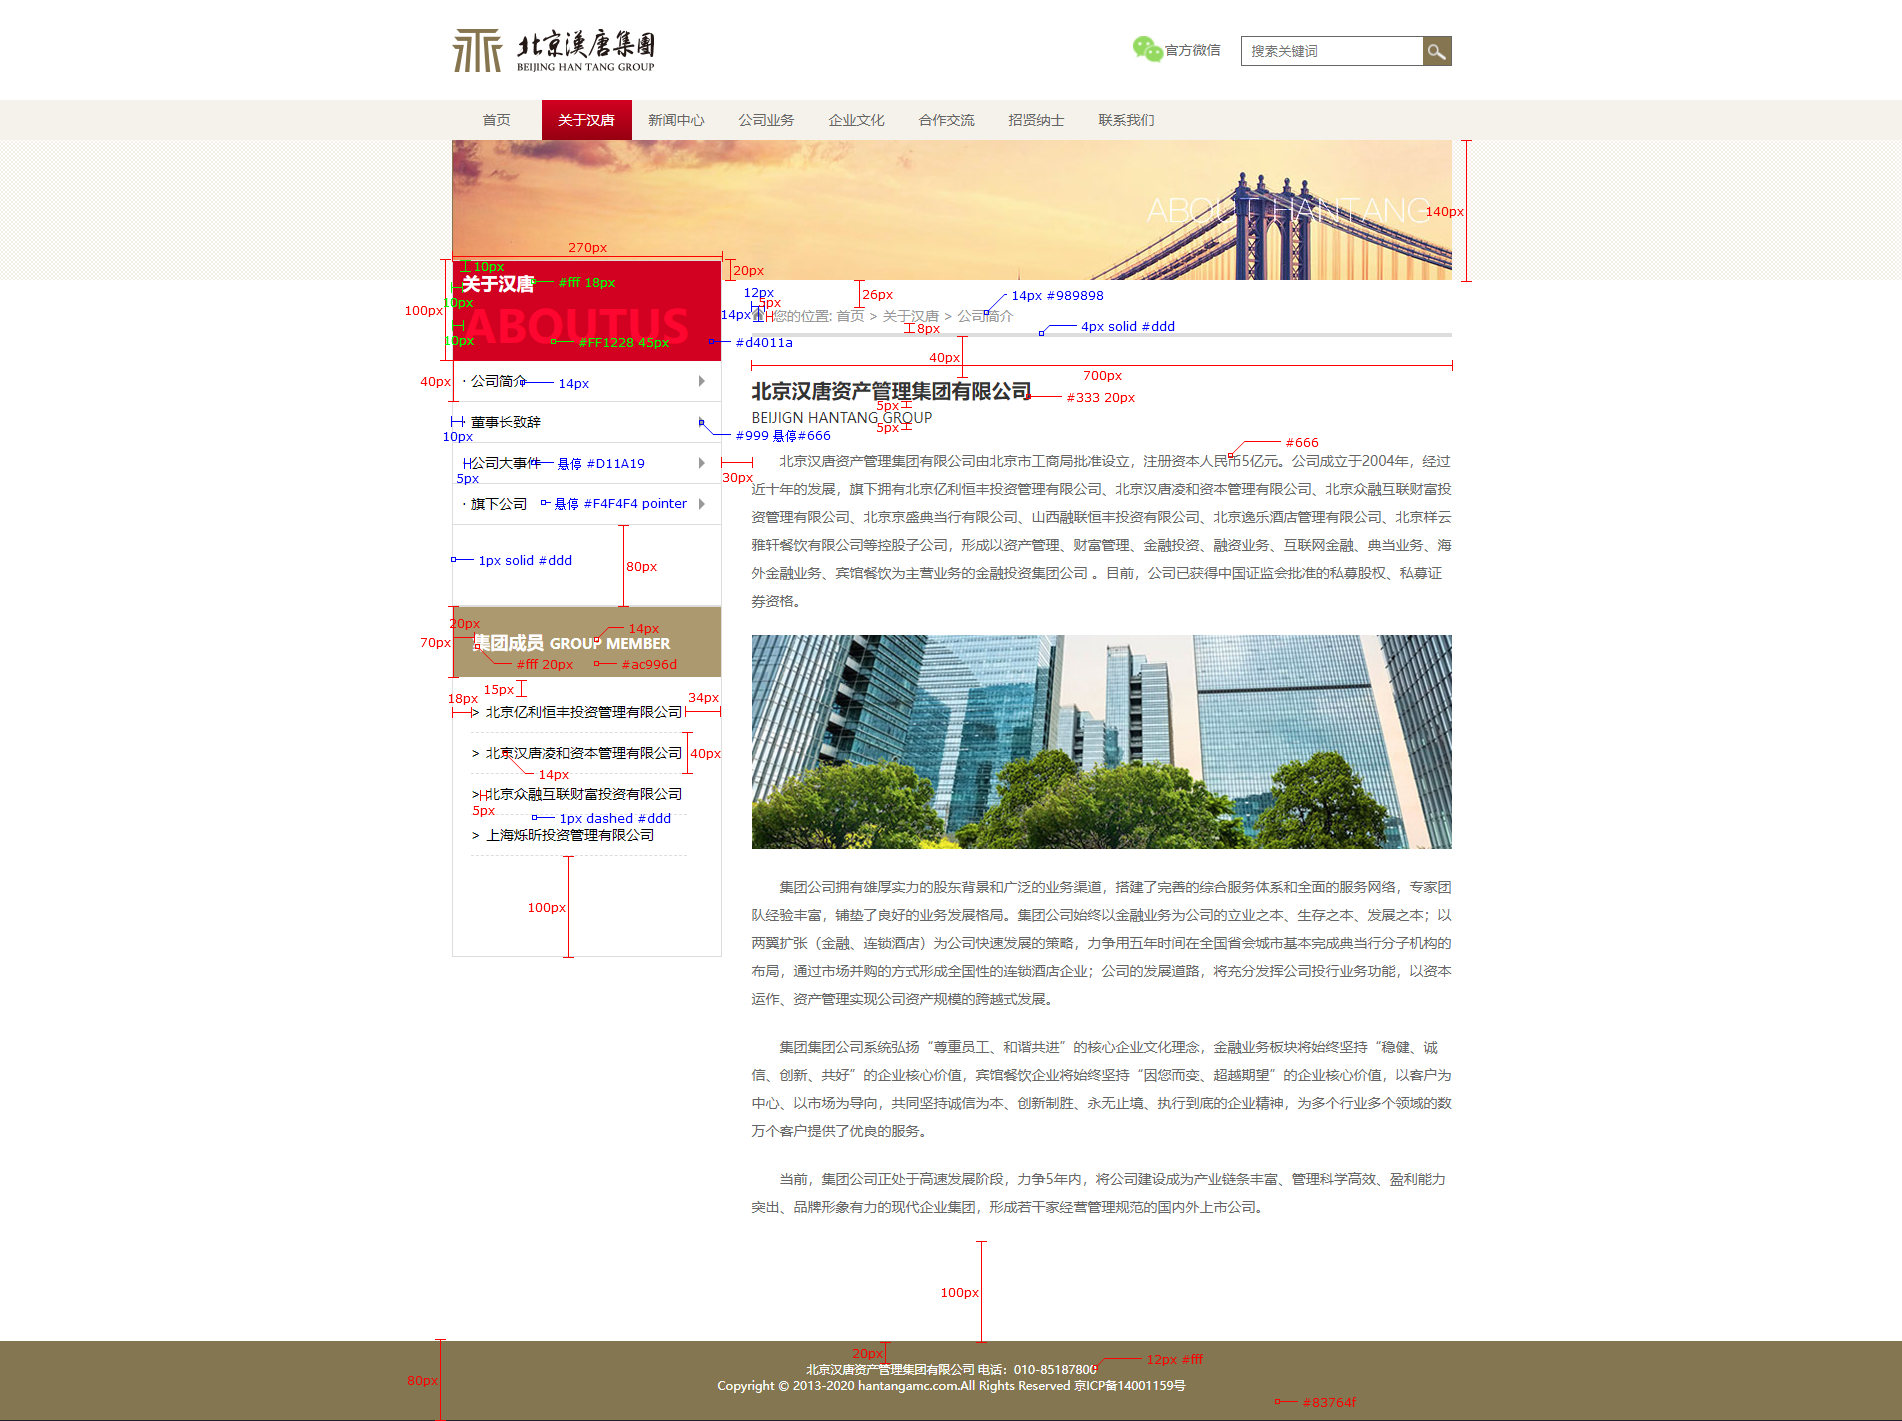 北京漢唐集團
BEIJING HAN TANG GROUP
官方微信
搜索关键词
首页 关于汉唐 新闻中心 公司业务 企业文化 合作交流 招贤纳士 联系我们
ABOUT HANTANG
140px
270px
20px
10px
关于汉唐
#fff 18px
10px
100px
ABOUTUS
10px
#FF1228 45px
#d4011a
12px
5px
14px
26px
14px #989898
您的位置: 首页 > 关于汉唐 > 公司简介
8px
4px solid #ddd
40px
700px
40px
· 公司简介
14px
董事长致辞
10px
#999 悬停#666
公司大事件
悬停 #D11A19
5px
30px
· 旗下公司
悬停 #F4F4F4 pointer
1px solid #ddd
80px
20px
70px
集团成员 GROUP MEMBER
14px
#fff 20px
#ac996d
15px
18px
34px
> 北京亿利恒丰投资管理有限公司
> 北京汉唐凌和资本管理有限公司
40px
14px
> 北京众融互联财富投资有限公司
5px
1px dashed #ddd
> 上海烁昕投资管理有限公司
100px
北京汉唐资产管理集团有限公司
#333 20px
5px
BEIJIGN HANTANG GROUP
5px
#666
北京汉唐资产管理集团有限公司由北京市工商局批准设立，注册资本人民币5亿元。公司成立于2004年，经过
近十年的发展，旗下拥有北京亿利恒丰投资管理有限公司、北京汉唐凌和资本管理有限公司、北京众融互联财富投
资管理有限公司、北京京盛典当行有限公司、山西融联恒丰投资有限公司、北京逸乐酒店管理有限公司、北京样云
雅轩餐饮有限公司等控股子公司，形成以资产管理、财富管理、金融投资、融资业务、互联网金融、典当业务、海
外金融业务、宾馆餐饮为主营业务的金融投资集团公司 。目前，公司已获得中国证监会批准的私募股权、私募证
券资格。
集团公司拥有雄厚实力的股东背景和广泛的业务渠道，搭建了完善的综合服务体系和全面的服务网络，专家团
队经验丰富，铺垫了良好的业务发展格局。集团公司始终以金融业务为公司的立业之本、生存之本、发展之本；以
两翼扩张（金融、连锁酒店）为公司快速发展的策略，力争用五年时间在全国省会城市基本完成典当行分子机构的
布局，通过市场并购的方式形成全国性的连锁酒店企业；公司的发展道路，将充分发挥公司投行业务功能，以资本
运作、资产管理实现公司资产规模的跨越式发展。
集团集团公司系统弘扬“尊重员工、和谐共进”的核心企业文化理念，金融业务板块将始终坚持“稳健、诚
信、创新、共好”的企业核心价值，宾馆餐饮企业将始终坚持“因您而变、超越期望”的企业核心价值，以客户为
中心、以市场为导向，共同坚持诚信为本、创新制胜、永无止境、执行到底的企业精神，为多个行业多个领域的数
万个客户提供了优良的服务。
当前，集团公司正处于高速发展阶段，力争5年内，将公司建设成为产业链条丰富、管理科学高效、盈利能力
突出、品牌形象有力的现代企业集团，形成若干家经营管理规范的国内外上市公司。
100px
20px
北京汉唐资产管理集团有限公司 电话：010-85187800
12px #fff
80px
Copyright © 2013-2020 hantangamc.com.All Rights Reserved 京ICP备14001159号
#83764f